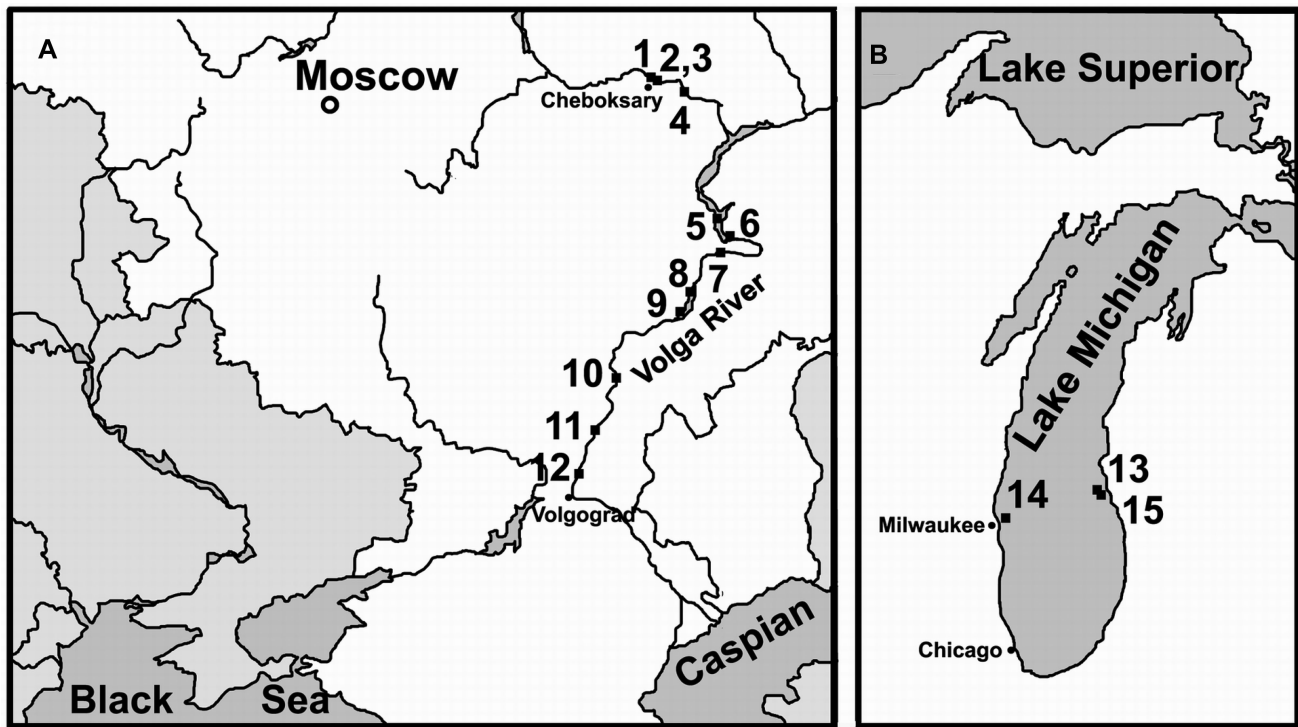 A
Moscow
1
2,3
Cheboksary
4
5
6
7
8
9
Volga River
10
11
12
Volgograd
Caspian
Black
Sea
B
Lake Superior
Lake Michigan
13
14
15
Milwaukee
Chicago